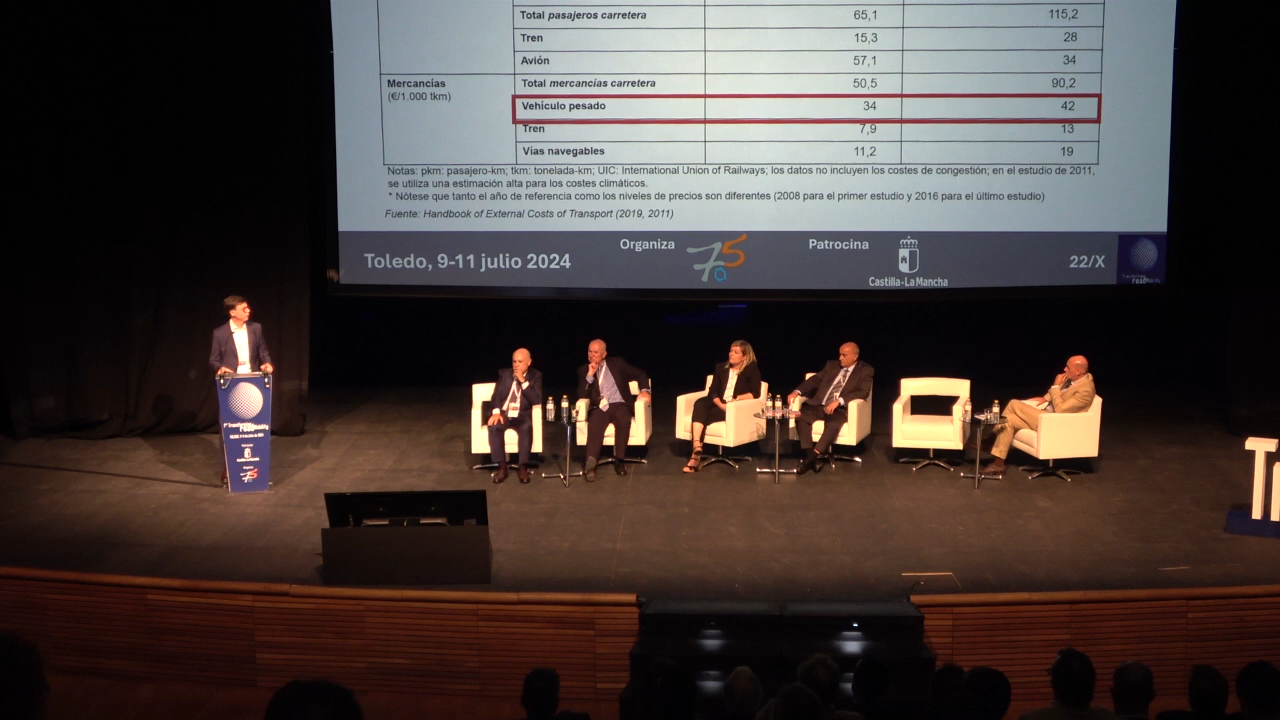 Total pasajeros carretera 65,1 115,2
Tren 15,3 28
Avión 57,1 34
Mercancías
(€/1.000 tkm)
Total mercancías carretera 50,5 90,2
Vehículo pesado 34 42
Tren 7,9 13
Vías navegables 11,2 19
Notas: pkm: pasajero-km; tkm: tonelada-km; UIC: International Union of Railways; los datos no incluyen los costes de congestión; en el estudio de 2011,
se utiliza una estimación alta para los costes climáticos.
* Nótese que tanto el año de referencia como los niveles de precios son diferentes (2008 para el primer estudio y 2016 para el último estudio)
Fuente: Handbook of External Costs of Transport (2019, 2011)
Toledo, 9-11 julio 2024
Organiza
75
Patrocina
Castilla-La Mancha
22/X